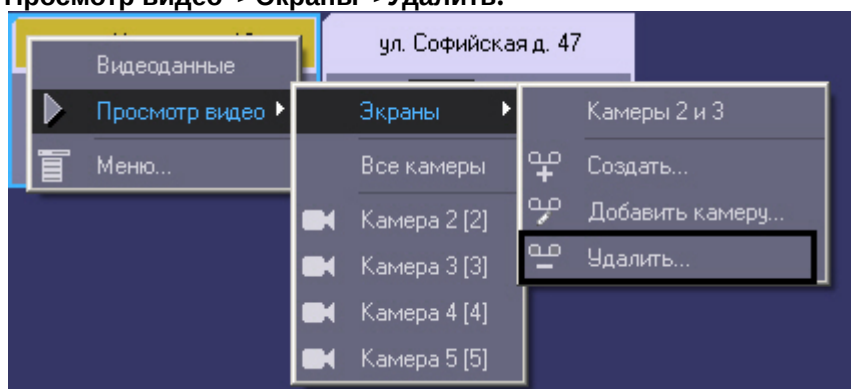 Просмотр видео -> Экраны ->Удалить.
ул. Софийская д. 47
Видеоданные
Просмотр видео
Меню...
Экраны
Все камеры
Камера 2 [2]
Камера 3 [3]
Камера 4 [4]
Камера 5 [5]
Камеры 2 и 3
Создать...
Добавить камеру...
Удалить...